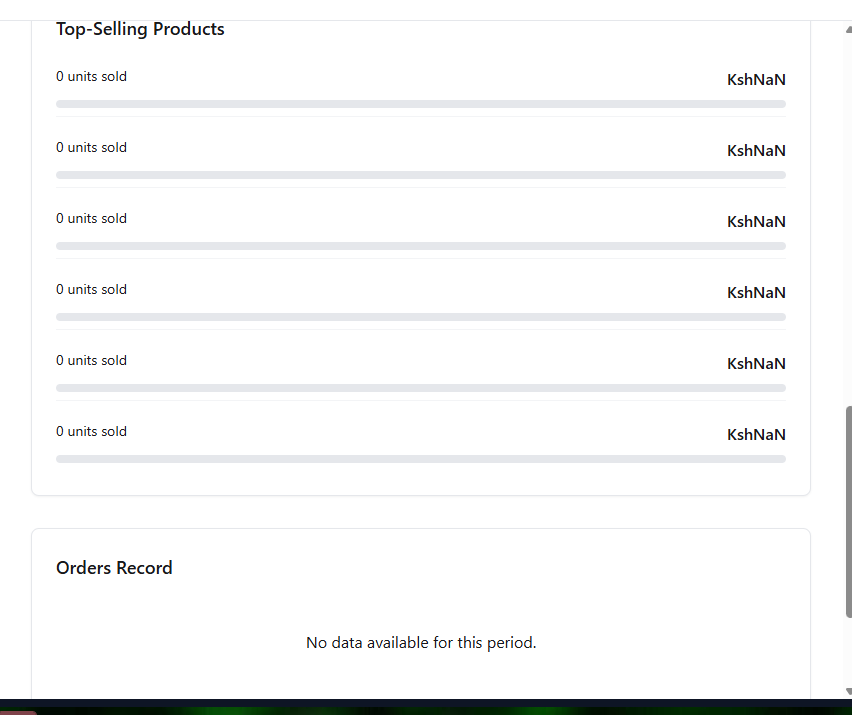 Top-Selling Products
0 units sold
KshNaN
0 units sold
KshNaN
0 units sold
KshNaN
0 units sold
KshNaN
0 units sold
KshNaN
0 units sold
KshNaN
Orders Record
No data available for this period.